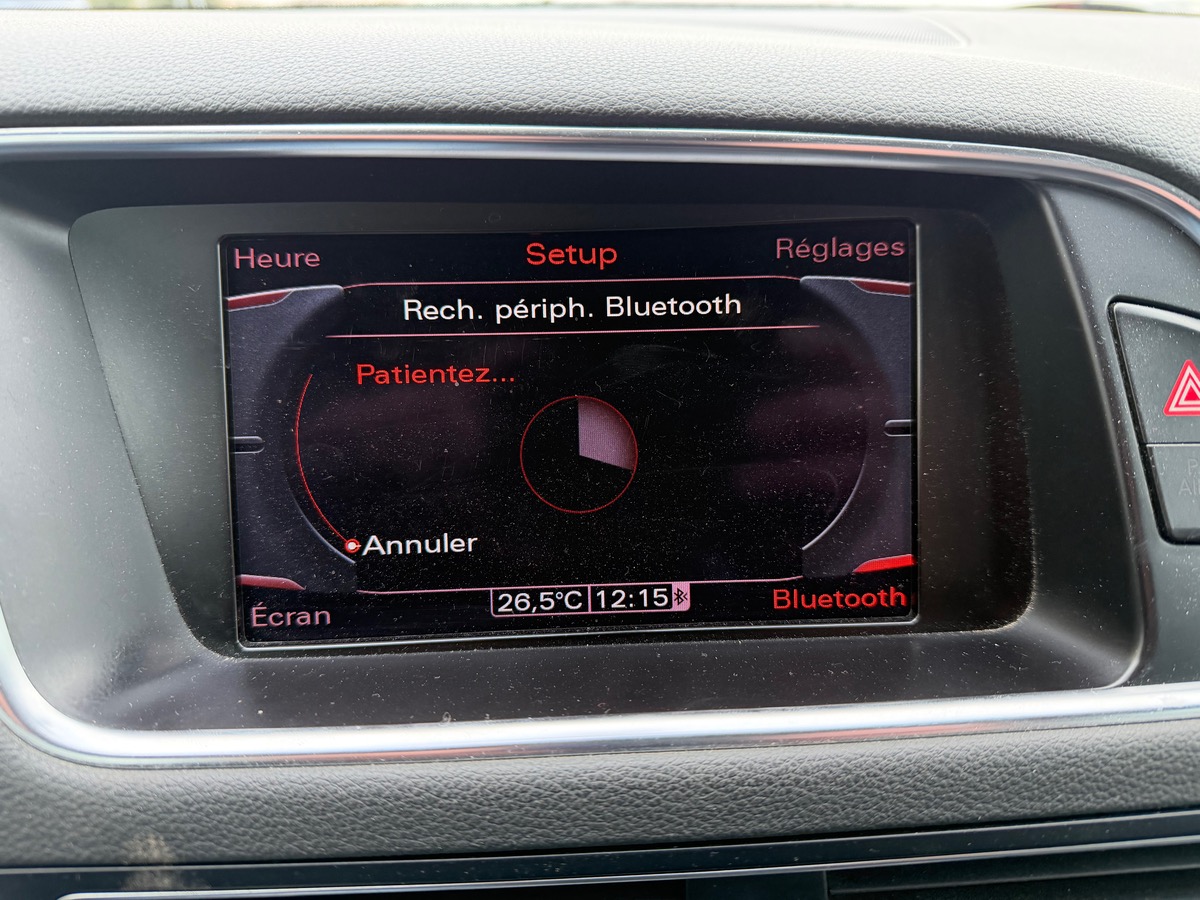 Heure Setup Réglages
Rech. périph. Bluetooth
Patientez...
Annuler
26,5°C 12:15
Écran Bluetooth